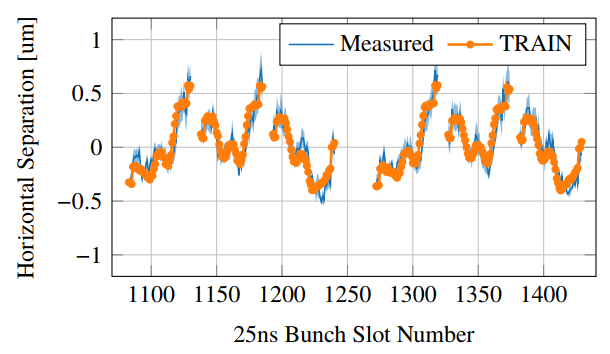 Measured TRAIN
1
0.5
0
−0.5
−1
Horizontal Separation [um]
1100 1150 1200 1250 1300 1350 1400
25ns Bunch Slot Number